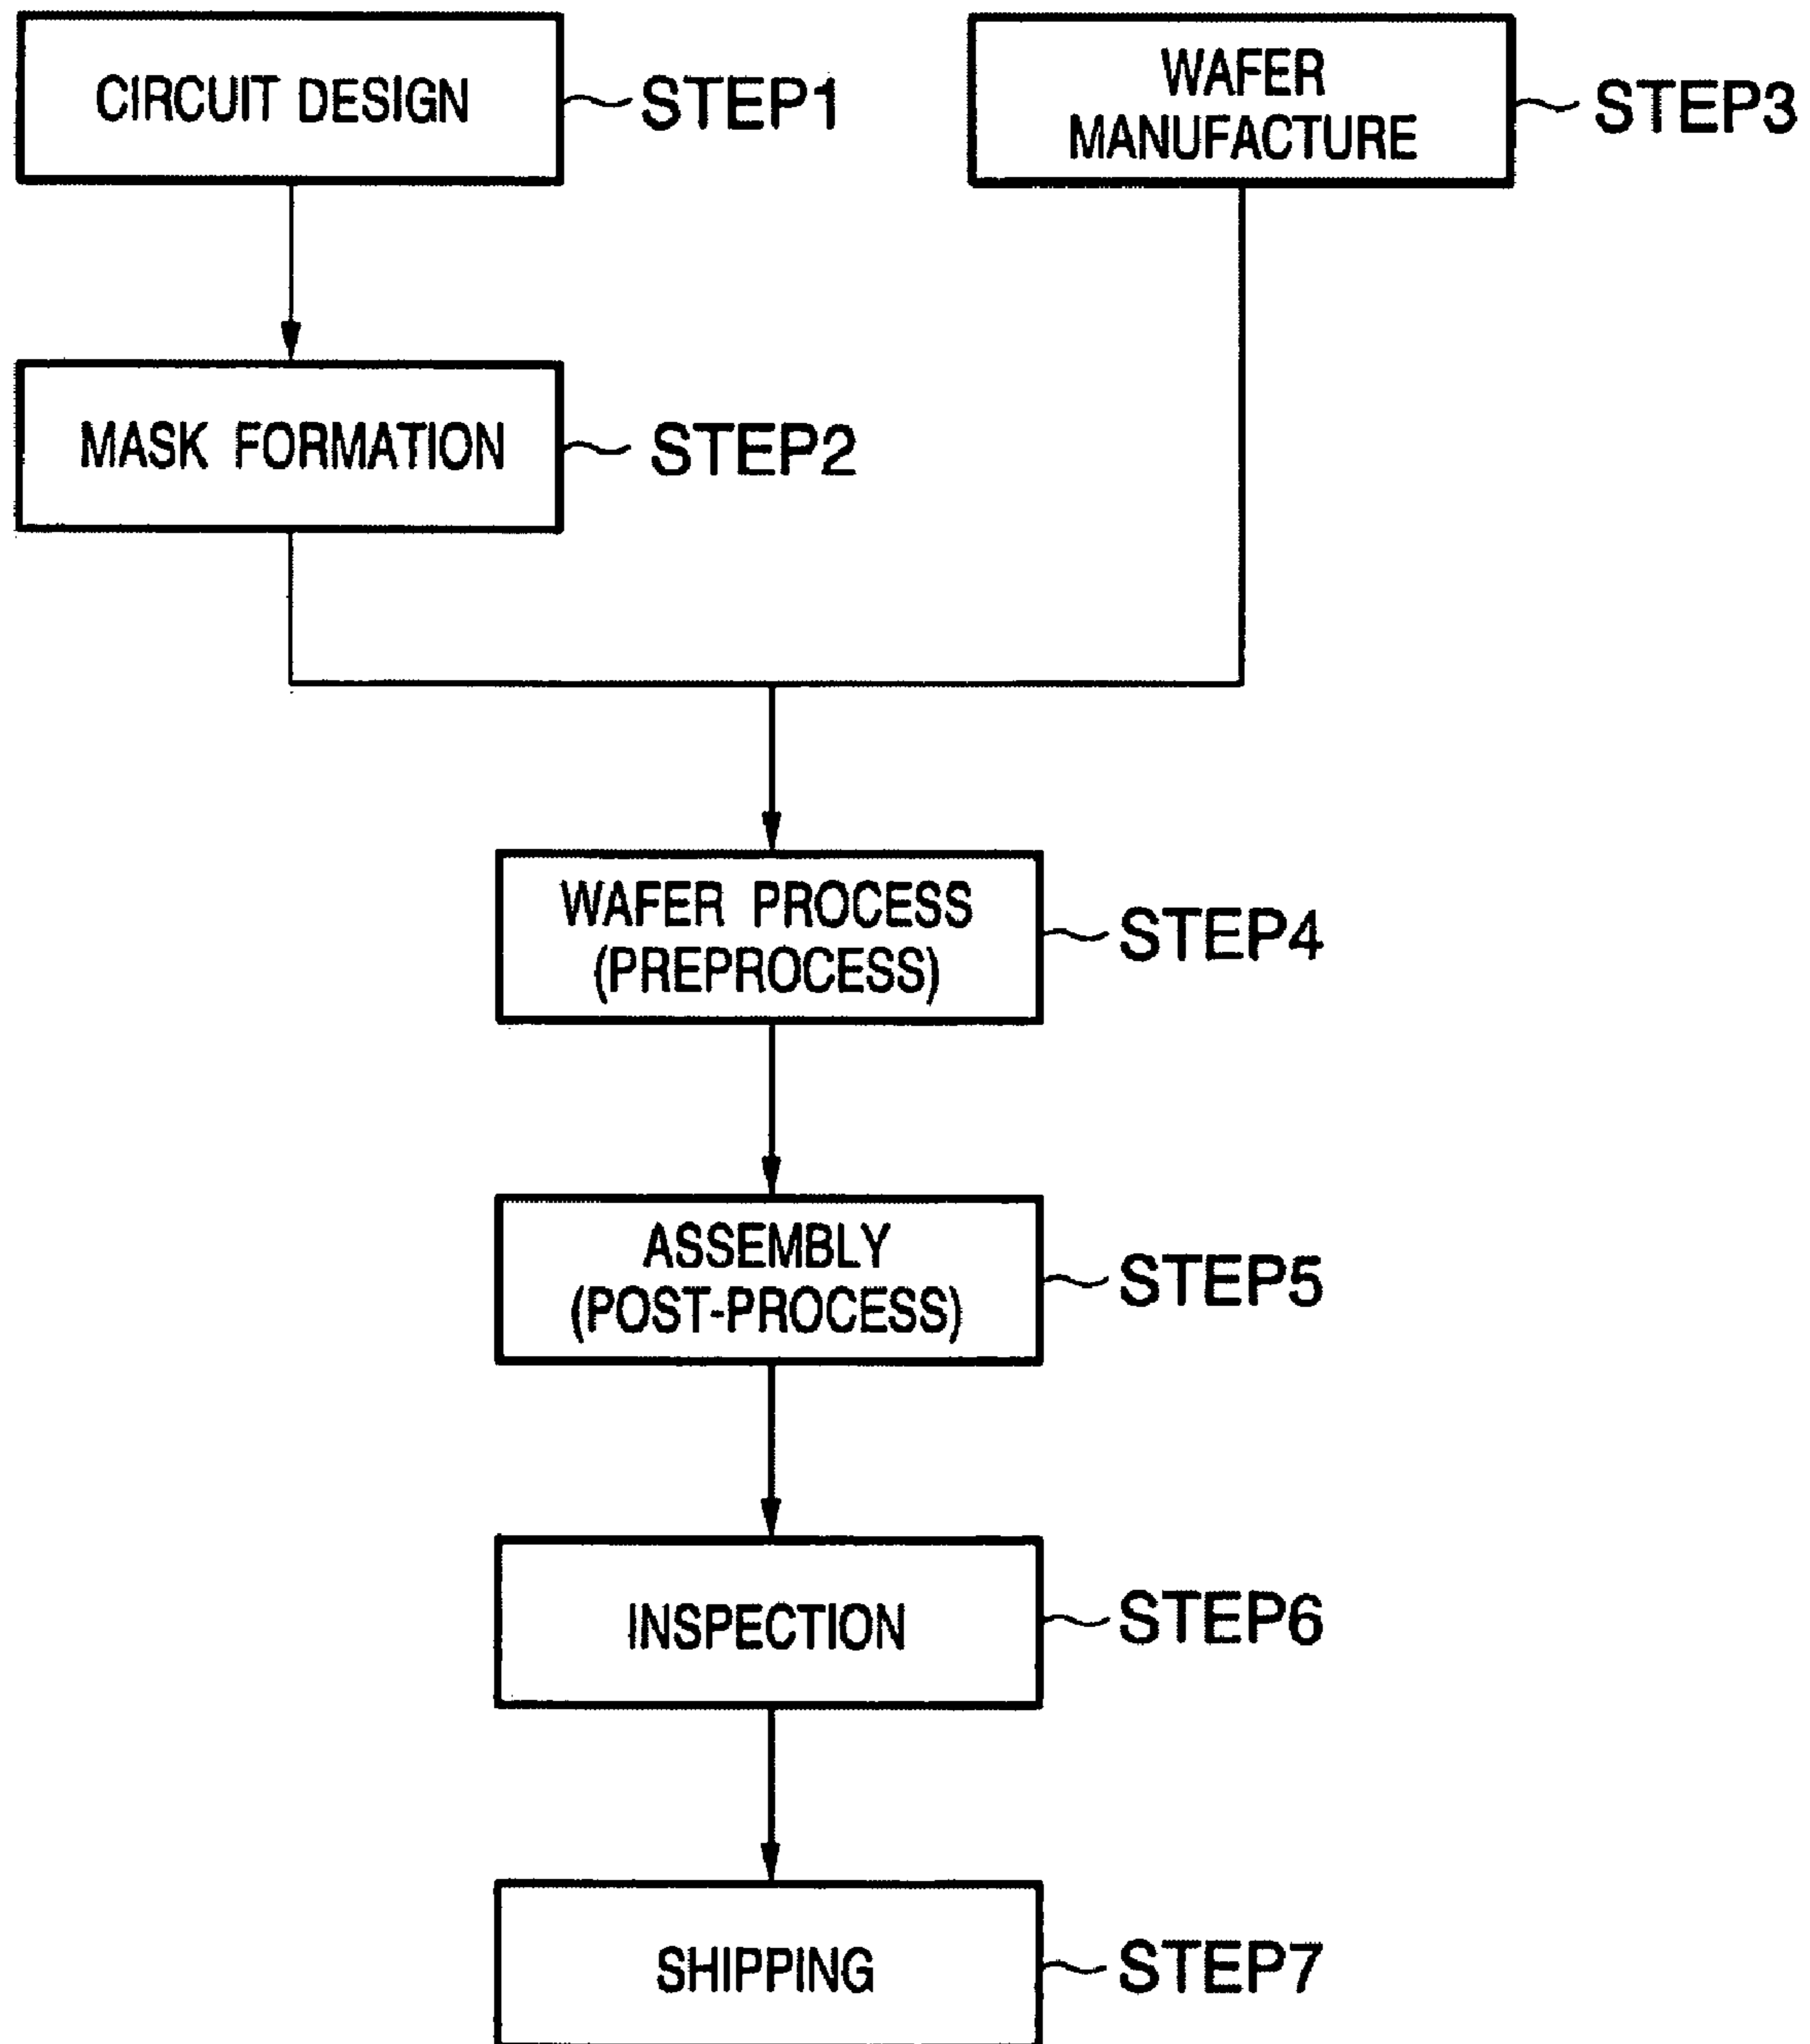 CIRCUIT DESIGN
STEP1
WAFER
MANUFACTURE
STEP3
MASK FORMATION
STEP2
WAFER PROCESS
(PREPROCESS)
STEP4
ASSEMBLY
(POST-PROCESS)
STEP5
INSPECTION
STEP6
SHIPPING
STEP7